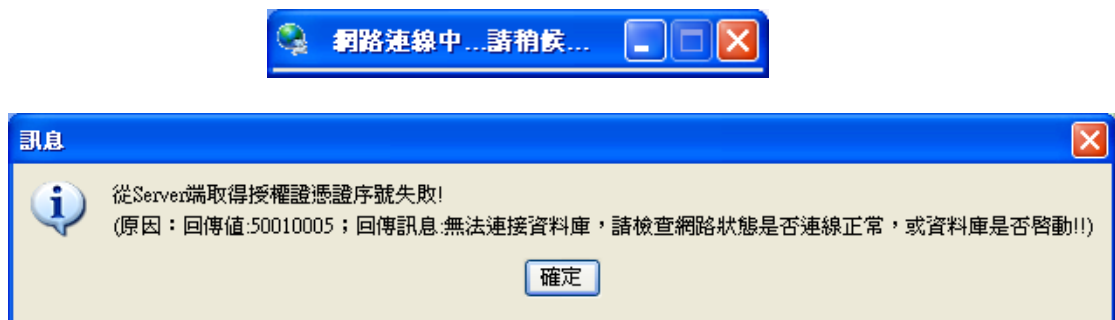 網路連線中...請稍候...
訊息
從Server端取得授權證憑證序號失敗!
(原因：回傳值:50010005；回傳訊息:無法連接資料庫，請檢查網路狀態是否連線正常，或資料庫是否啓動!!)
確定